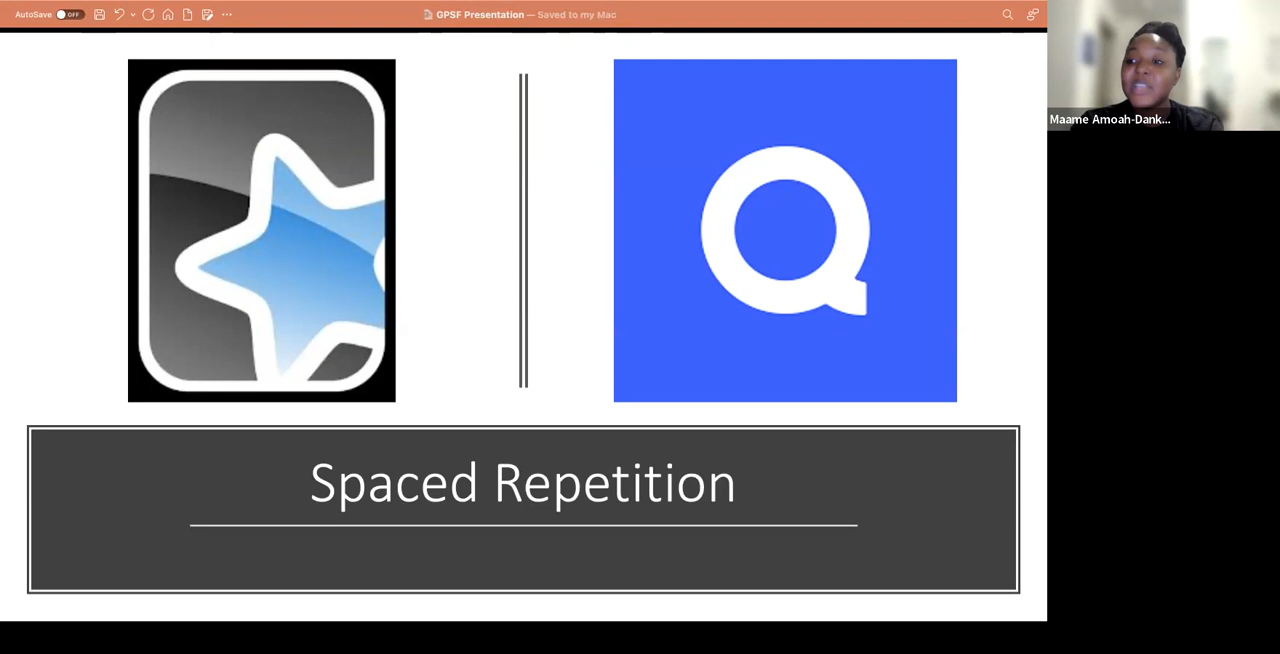 AutoSave OFF
GPSF Presentation — Saved to my Mac
Maame Amoah-Dank...
Spaced Repetition